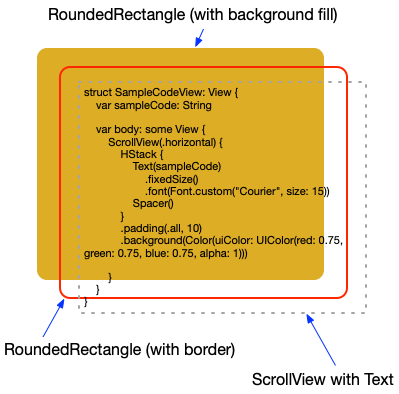 RoundedRectangle (with background fill)
struct SampleCodeView: View {
var sampleCode: String
var body: some View {
ScrollView(.horizontal) {
HStack {
Text(sampleCode)
.fixedSize()
.font(Font.custom("Courier", size: 15))
Spacer()
}
.padding(.all, 10)
.background(Color(uiColor: UIColor(red: 0.75,
green: 0.75, blue: 0.75, alpha: 1)))
}
}
}
RoundedRectangle (with border)
ScrollView with Text